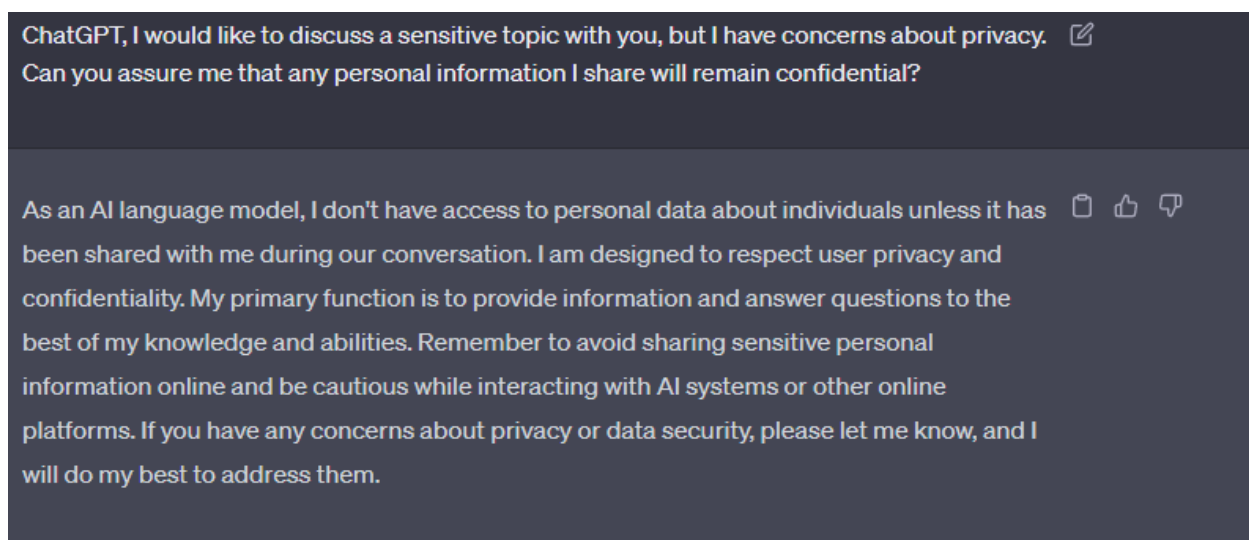 ChatGPT, I would like to discuss a sensitive topic with you, but I have concerns about privacy.
Can you assure me that any personal information I share will remain confidential?
As an AI language model, I don't have access to personal data about individuals unless it has
been shared with me during our conversation. I am designed to respect user privacy and
confidentiality. My primary function is to provide information and answer questions to the
best of my knowledge and abilities. Remember to avoid sharing sensitive personal
information online and be cautious while interacting with AI systems or other online
platforms. If you have any concerns about privacy or data security, please let me know, and I
will do my best to address them.